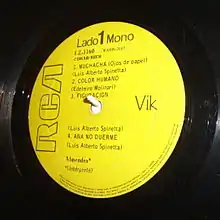 Lado 1 Mono
RCA
Vik
1. MUCHACHA (Ojos de papel)
(Luis Alberto Spinetta)
2. COLOR HUMANO
(Edelmiro Molinari)
3. FIGURACION
(Luis Alberto Spinetta)
4. ANA NO DUERME
(Luis Alberto Spinetta)
"Almendra"